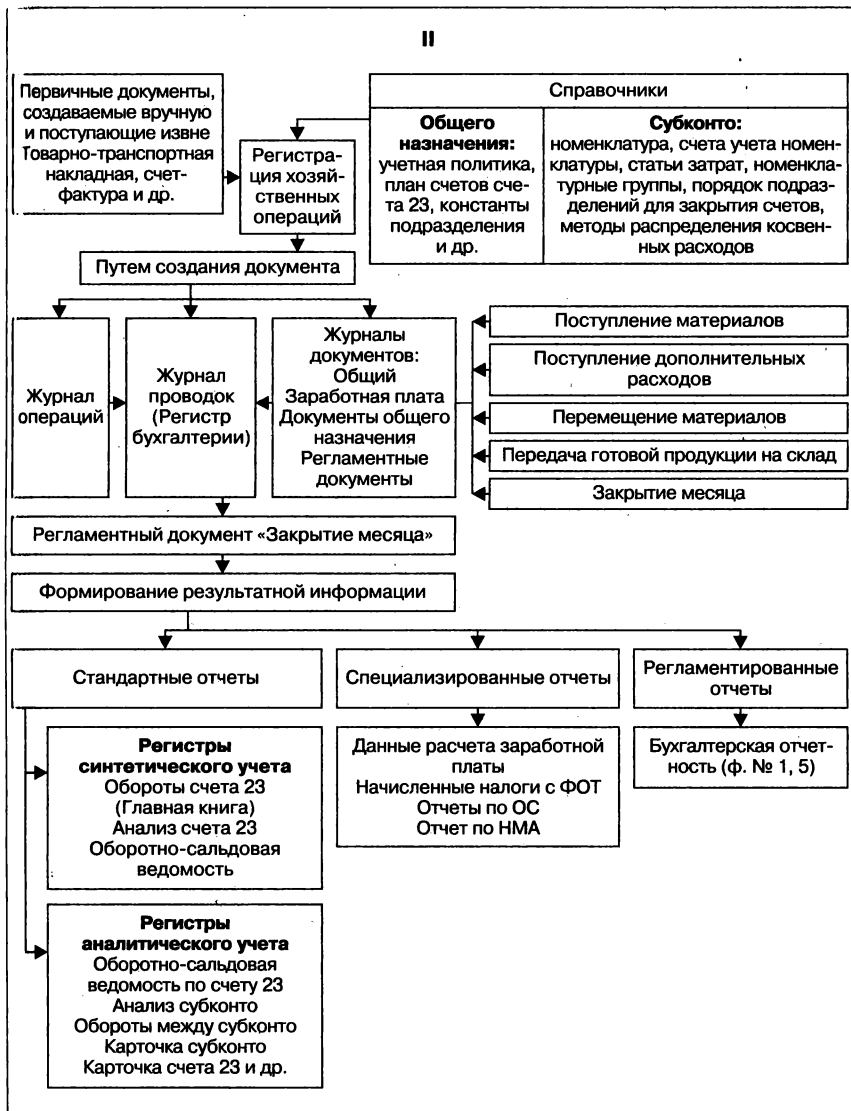 II
Первичные документы,
создаваемые вручную
и поступающие извне
Товарно-транспортная
накладная, счет-
фактура и др.
Регистра-
ция хозяй-
ственных
операций
Справочники
Общего
назначения:
учетная политика,
план счетов сче-
та 23, константы
подразделения
и др.
Субконто:
номенклатура, счета учета номен-
клатуры, статьи затрат, номенкла-
турные группы, порядок подраз-
делений для закрытия счетов,
методы распределения косвен-
ных расходов
Путем создания документа
Журнал
операций
Журнал
проводок
(Регистр
бухгалтерии)
Журналы
документов:
Общий
Заработная плата
Документы общего
назначения
Регламентные
документы
Поступление материалов
Поступление дополнительных
расходов
Перемещение материалов
Передача готовой продукции на склад
Закрытие месяца
Регламентный документ «Закрытие месяца»
Формирование результатной информации
Стандартные отчеты
Специализированные отчеты
Регламентированные
отчеты
Регистры
синтетического учета
Обороты счета 23
(Главная книга)
Анализ счета 23
Оборотно-сальдовая
ведомость
Данные расчета заработной
платы
Начисленные налоги с ФОТ
Отчеты по ОС
Отчет по НМА
Бухгалтерская отчет-
ность (ф. № 1, 5)
Регистры
аналитического учета
Оборотно-сальдовая
ведомость по счету 23
Анализ субконто
Обороты между субконто
Карточка субконто
Карточка счета 23 и др.